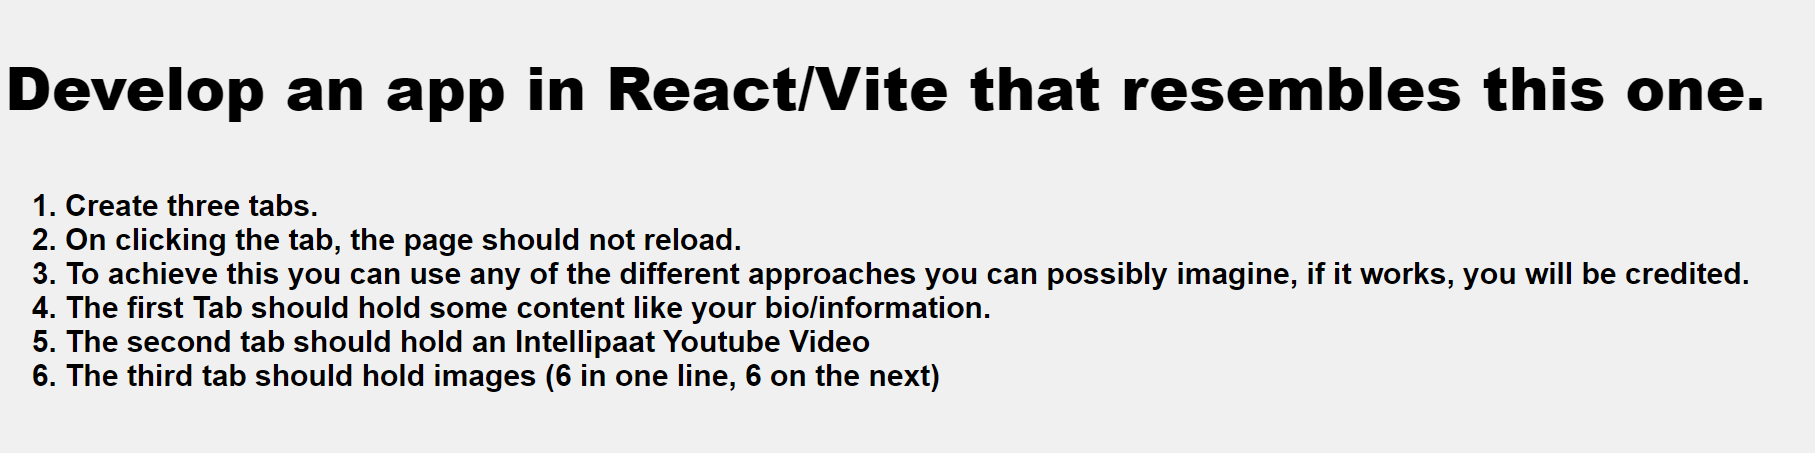 Develop an app in React/Vite that resembles this one.
1. Create three tabs.
2. On clicking the tab, the page should not reload.
3. To achieve this you can use any of the different approaches you can possibly imagine, if it works, you will be credited.
4. The first Tab should hold some content like your bio/information.
5. The second tab should hold an Intellipaat Youtube Video
6. The third tab should hold images (6 in one line, 6 on the next)